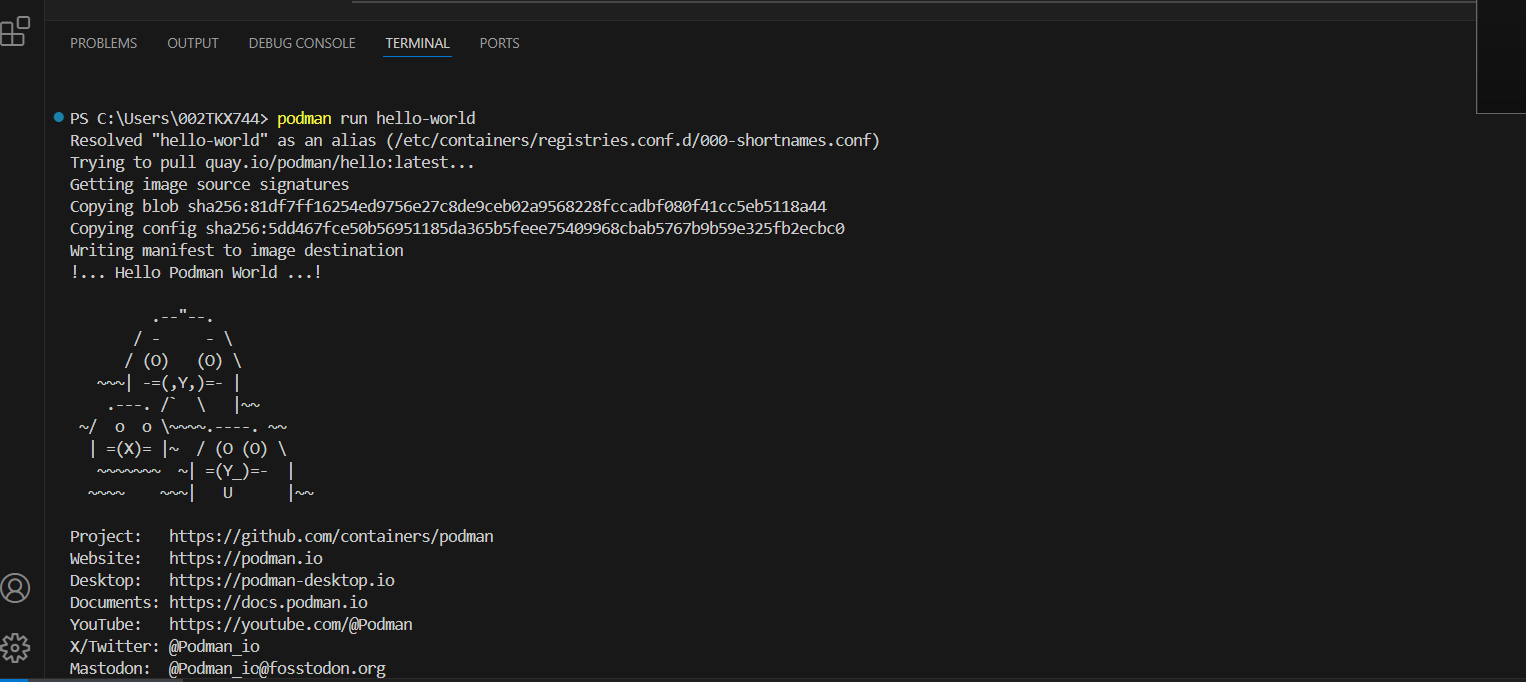 PROBLEMS OUTPUT DEBUG CONSOLE TERMINAL PORTS
PS C:\Users\002TKX744> podman run hello-world
Resolved "hello-world" as an alias (/etc/containers/registries.conf.d/000-shortnames.conf)
Trying to pull quay.io/podman/hello:latest...
Getting image source signatures
Copying blob sha256:81df7ff16254ed9756e27c8de9ceb02a9568228fccadbf080f41cc5eb5118a44
Copying config sha256:5dd467fce50b56951185da365b5feee75409968cbab5767b9b59e325fb2ecbc0
Writing manifest to image destination
!... Hello Podman World ...!

         .--"--.
       / -     - \
      / (O)   (O) \
   ~~~| -=(,Y,)=- |
    .---. /`  \   |~~
 ~/  o  o \~~~~.----. ~~
  | =(X)= |~  / (O (O) \
   ~~~~~~~  ~| =(Y_)=-  |
  ~~~~    ~~~|   U      |~~

Project:   https://github.com/containers/podman
Website:   https://podman.io
Desktop:   https://podman-desktop.io
Documents: https://docs.podman.io
YouTube:   https://youtube.com/@Podman
X/Twitter: @Podman_io
Mastodon:  @Podman_io@fosstodon.org